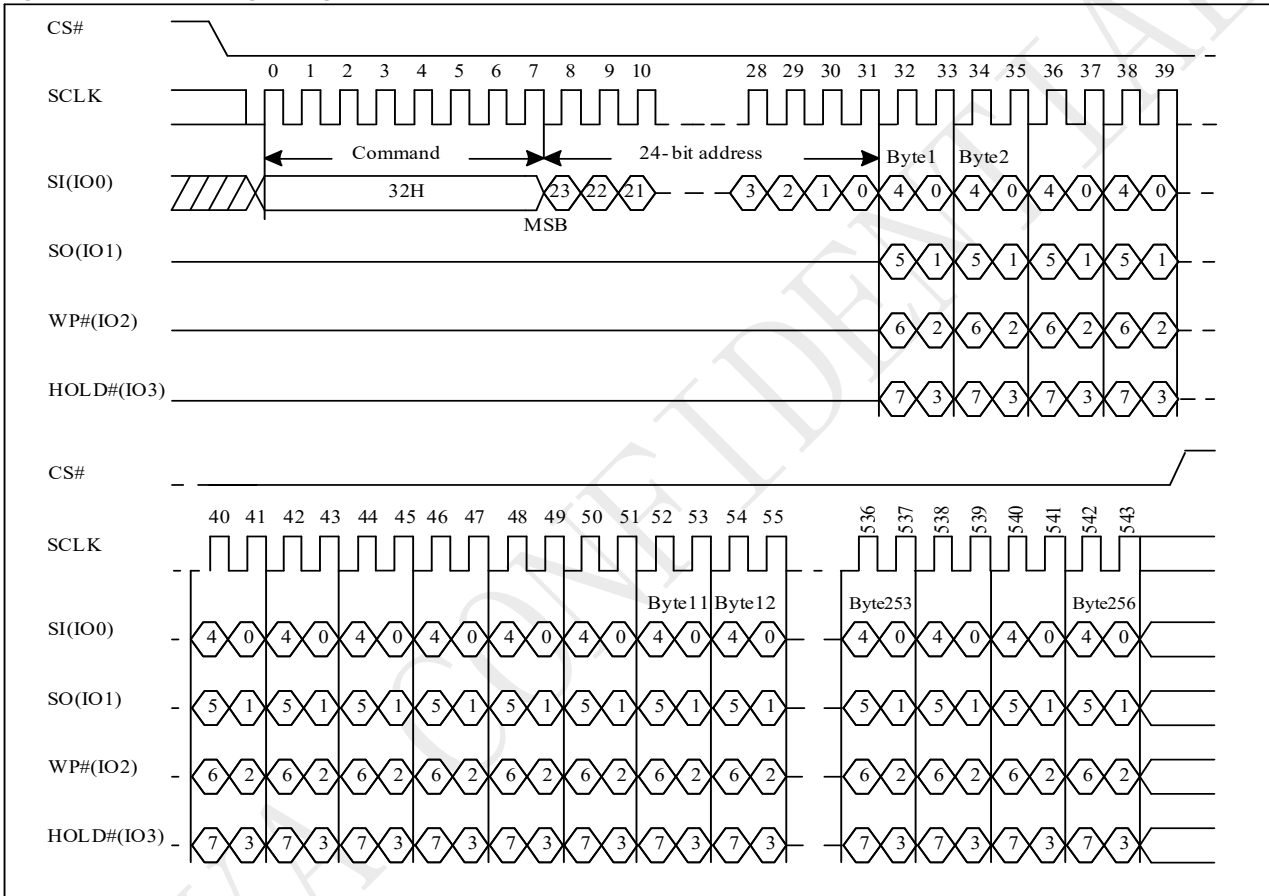 CS#
0 1 2 3 4 5 6 7 8 9 10 28 29 30 31 32 33 34 35 36 37 38 39
SCLK
Command 24-bit address Byte1 Byte2
SI(IO0) 32H 23 22 21 3 2 1 0 4 0 4 0 4 0 4 0
MSB
SO(IO1) 5 1 5 1 5 1 5 1
WP#(IO2) 6 2 6 2 6 2 6 2
HOLD#(IO3) 7 3 7 3 7 3 7 3
CS#
40 41 42 43 44 45 46 47 48 49 50 51 52 53 54 55 536 537 538 539 540 541 542 543
SCLK
Byte11 Byte12 Byte253 Byte256
SI(IO0) 4 0 4 0 4 0 4 0 4 0 4 0 4 0 4 0 4 0 4 0 4 0 4 0
SO(IO1) 5 1 5 1 5 1 5 1 5 1 5 1 5 1 5 1 5 1 5 1 5 1 5 1
WP#(IO2) 6 2 6 2 6 2 6 2 6 2 6 2 6 2 6 2 6 2 6 2 6 2 6 2
HOLD#(IO3) 7 3 7 3 7 3 7 3 7 3 7 3 7 3 7 3 7 3 7 3 7 3 7 3
CONFIDENTIAL